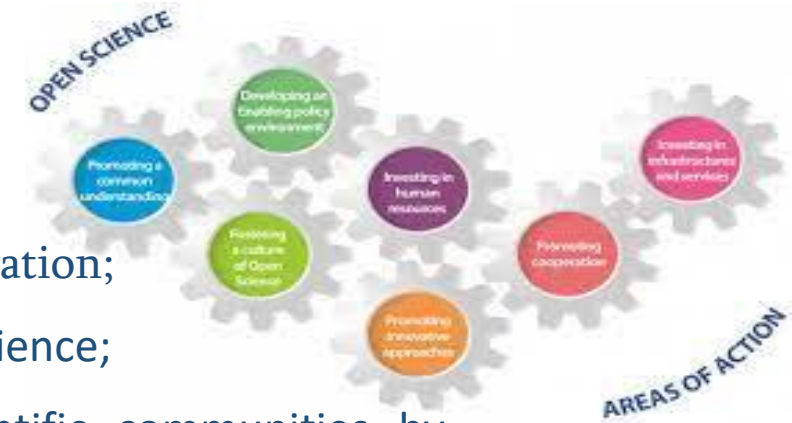 OPEN SCIENCE
Developing an
Enabling policy
environment
Promoting a
common
understanding
Investing in
human
resources
Investing in
infrastructures
and services
Fostering
a culture
of Open
Science
Promoting
cooperation
Promoting
innovative
approaches
AREAS OF ACTION
ation;
ience;
ntific communities by